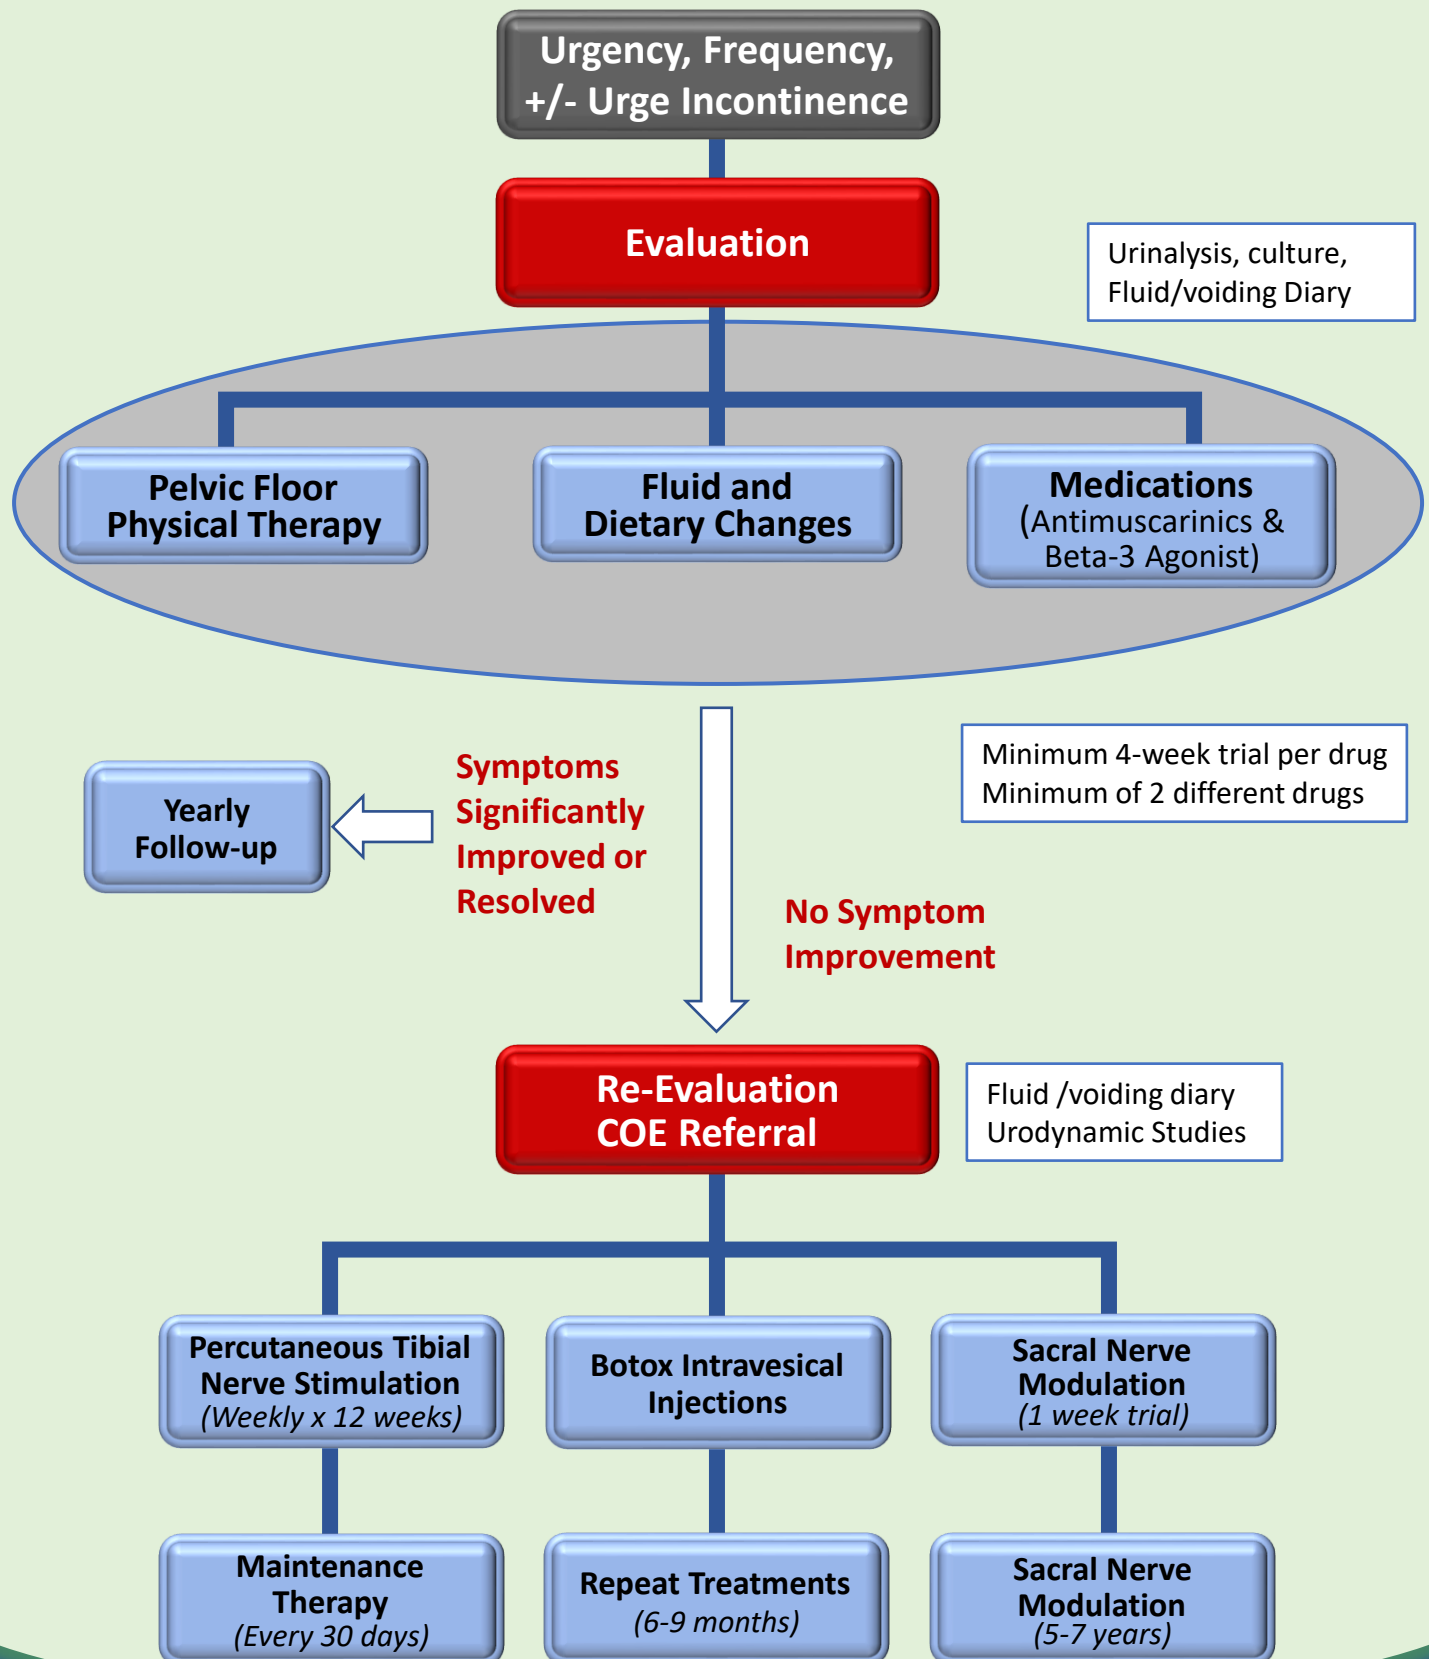 Urgency, Frequency,
+/- Urge Incontinence
Evaluation
Urinalysis, culture,
Fluid/voiding Diary
Pelvic Floor
Physical Therapy
Fluid and
Dietary Changes
Medications
(Antimuscarinics &
Beta-3 Agonist)
Minimum 4-week trial per drug
Minimum of 2 different drugs
Symptoms
Significantly
Improved or
Resolved
Yearly
Follow-up
No Symptom
Improvement
Re-Evaluation
COE Referral
Fluid /voiding diary
Urodynamic Studies
Percutaneous Tibial
Nerve Stimulation
(Weekly x 12 weeks)
Botox Intravesical
Injections
Sacral Nerve
Modulation
(1 week trial)
Maintenance
Therapy
(Every 30 days)
Repeat Treatments
(6-9 months)
Sacral Nerve
Modulation
(5-7 years)